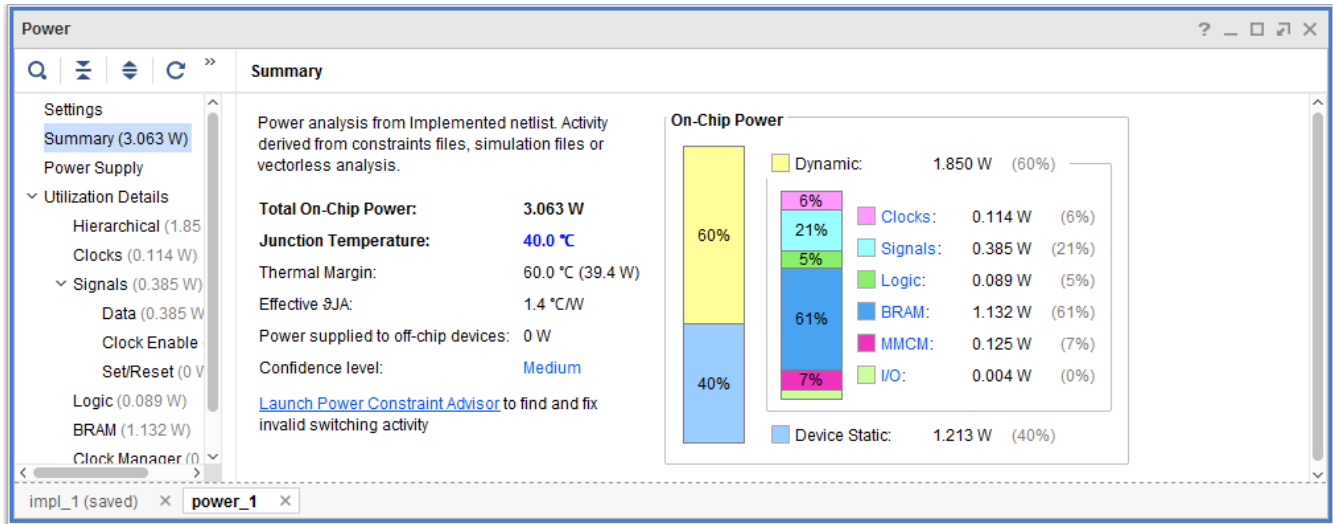 Power
Summary
Settings
Summary (3.063 W)
Power Supply
Utilization Details
Hierarchical (1.85
Clocks (0.114 W)
Signals (0.385 W)
Data (0.385 W
Clock Enable
Set/Reset (0 W
Logic (0.089 W)
BRAM (1.132 W)
Clock Manager (0
Power analysis from Implemented netlist. Activity
derived from constraints files, simulation files or
vectorless analysis.
Total On-Chip Power: 3.063 W
Junction Temperature: 40.0 °C
Thermal Margin: 60.0 °C (39.4 W)
Effective ϑJA: 1.4 °C/W
Power supplied to off-chip devices: 0 W
Confidence level: Medium
Launch Power Constraint Advisor to find and fix
invalid switching activity
On-Chip Power
60%
40%
Dynamic: 1.850 W (60%)
6%
21%
5%
61%
7%
Clocks: 0.114 W (6%)
Signals: 0.385 W (21%)
Logic: 0.089 W (5%)
BRAM: 1.132 W (61%)
MMCM: 0.125 W (7%)
I/O: 0.004 W (0%)
Device Static: 1.213 W (40%)
impl_1 (saved)
power_1